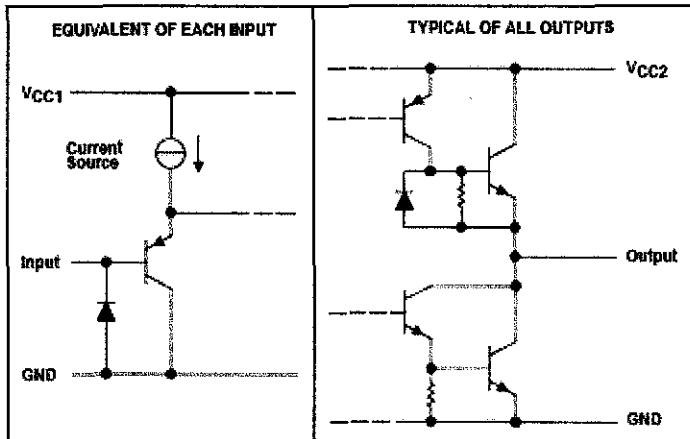 EQUIVALENT OF EACH INPUT
VCC1
Current
Source
Input
GND
TYPICAL OF ALL OUTPUTS
VCC2
Output
GND